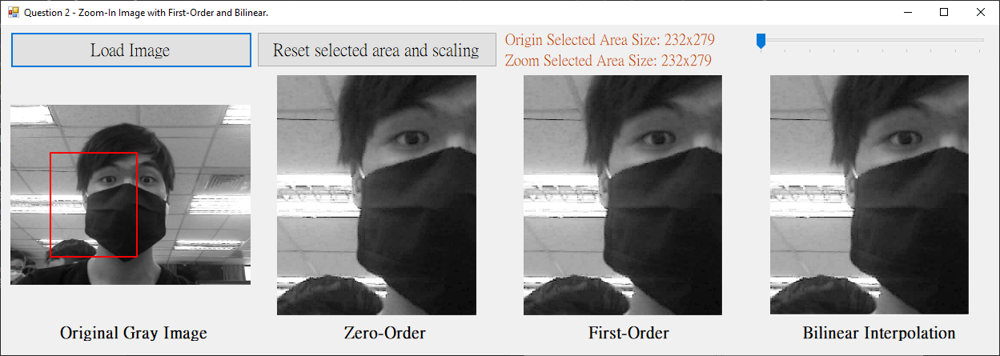 Question 2 - Zoom-In Image with First-Order and Bilinear.
Load Image
Reset selected area and scaling
Origin Selected Area Size: 232x279
Zoom Selected Area Size: 232x279
Original Gray Image
Zero-Order
First-Order
Bilinear Interpolation